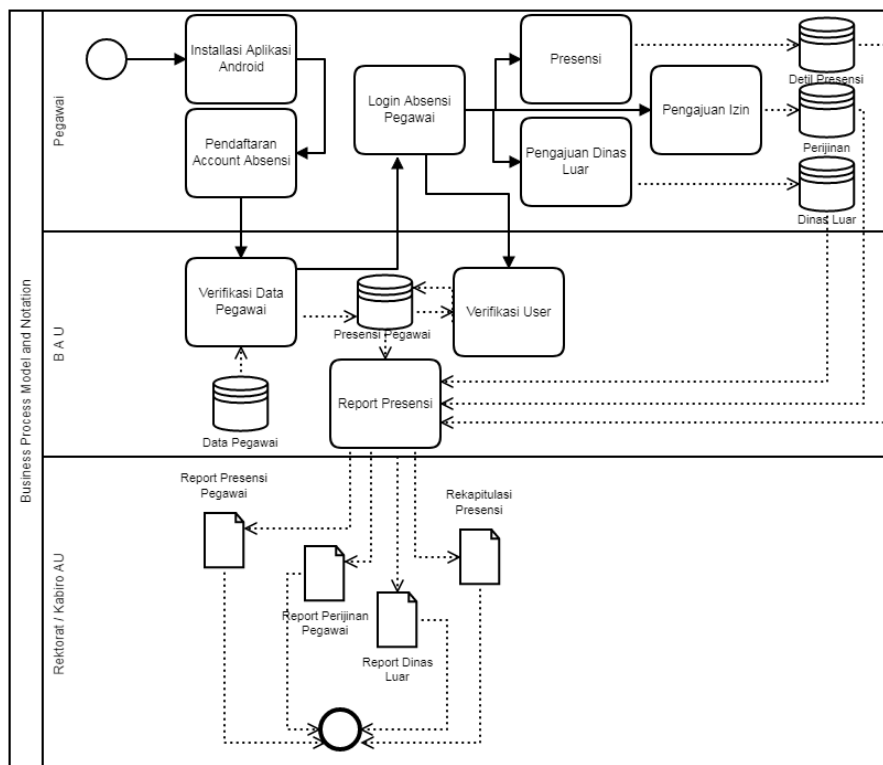 Business Process Model and Notation
Pegawai
Installasi Aplikasi
Android
Pendaftaran
Account Absensi
Login Absensi
Pegawai
Presensi
Pengajuan Dinas
Luar
Pengajuan Izin
Detil Presensi
Perijinan
Dinas Luar
B A U
Verifikasi Data
Pegawai
Presensi Pegawai
Verifikasi User
Data Pegawai
Report Presensi
Rektorat / Kabiro AU
Report Presensi
Pegawai
Report Perijinan
Pegawai
Report Dinas
Luar
Rekapitulasi
Presensi